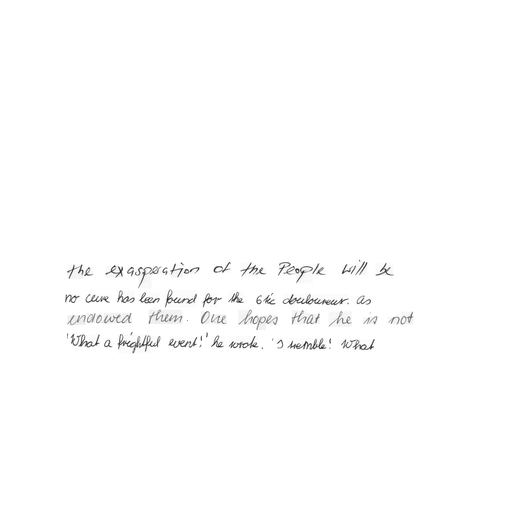 the exasperation of the People will be
no cure has been found for the tic douloureux. as
endowed them. One hopes that he is not
'What a frightful event!' he wrote. 'I tremble! What